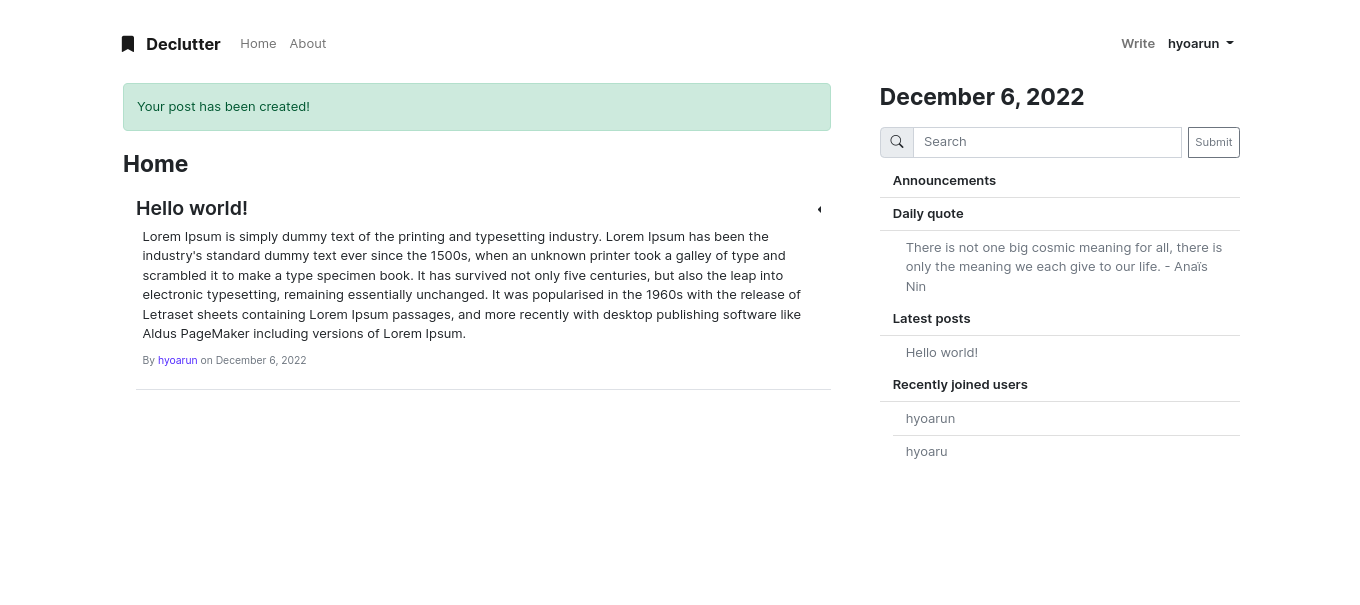 Declutter Home About Write hyoarun
Your post has been created!
Home
Hello world!
Lorem Ipsum is simply dummy text of the printing and typesetting industry. Lorem Ipsum has been the
industry's standard dummy text ever since the 1500s, when an unknown printer took a galley of type and
scrambled it to make a type specimen book. It has survived not only five centuries, but also the leap into
electronic typesetting, remaining essentially unchanged. It was popularised in the 1960s with the release of
Letraset sheets containing Lorem Ipsum passages, and more recently with desktop publishing software like
Aldus PageMaker including versions of Lorem Ipsum.
By hyoarun on December 6, 2022
December 6, 2022
Search Submit
Announcements
Daily quote
There is not one big cosmic meaning for all, there is
only the meaning we each give to our life. - Anaïs
Nin
Latest posts
Hello world!
Recently joined users
hyoarun
hyoaru